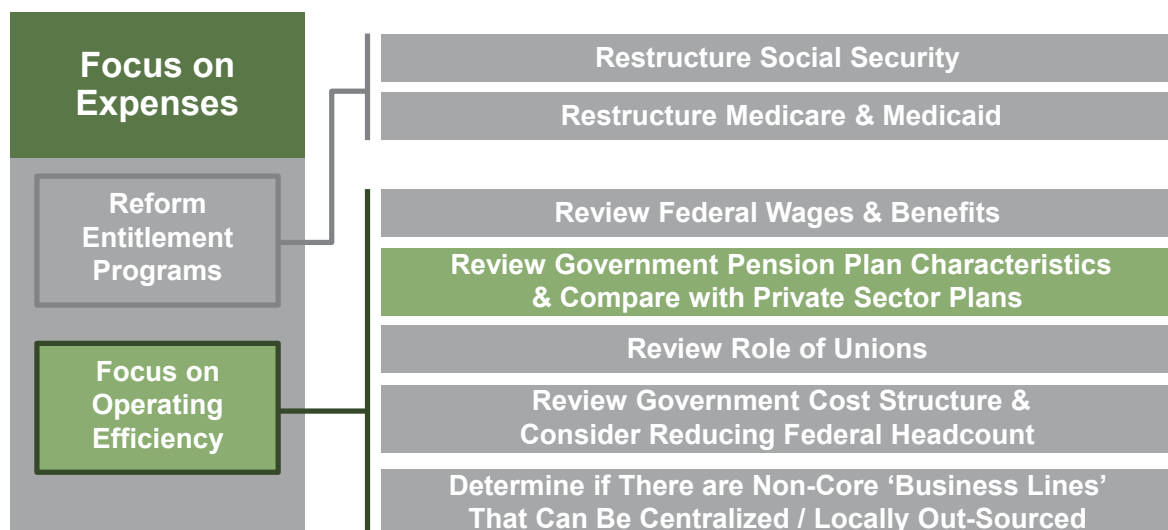 Focus on
Expenses
Reform
Entitlement
Programs
Focus on
Operating
Efficiency
Restructure Social Security
Restructure Medicare & Medicaid
Review Federal Wages & Benefits
Review Government Pension Plan Characteristics
& Compare with Private Sector Plans
Review Role of Unions
Review Government Cost Structure &
Consider Reducing Federal Headcount
Determine if There are Non-Core ‘Business Lines’
That Can Be Centralized / Locally Out-Sourced